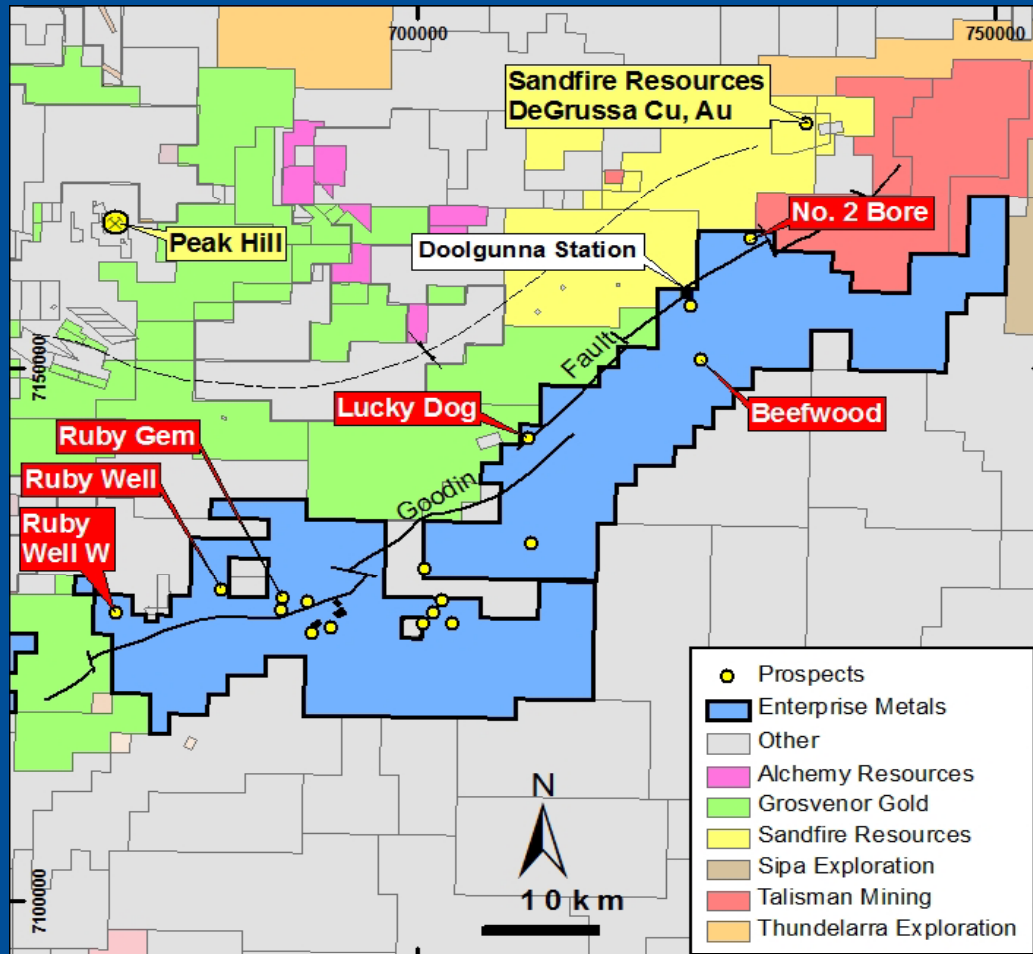 700000
750000
Sandfire Resources
DeGrussa Cu, Au
No. 2 Bore
Peak Hill
Doolgunna Station
7150000
Fault
Lucky Dog
Beefwood
Ruby Gem
Ruby Well
Goodin
Ruby
Well W
7100000
N
10 km
Prospects
Enterprise Metals
Other
Alchemy Resources
Grosvenor Gold
Sandfire Resources
Sipa Exploration
Talisman Mining
Thundelarra Exploration